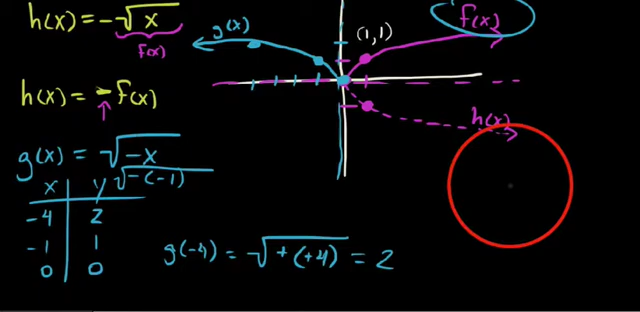 h(x) = -√x
f(x)
g(x)
(1,1)
f(x)
h(x) = -f(x)
h(x)
g(x) = √-x
x y √-(-1)
-4 2
-1 1
0 0
g(-4) = √+(+4) = 2